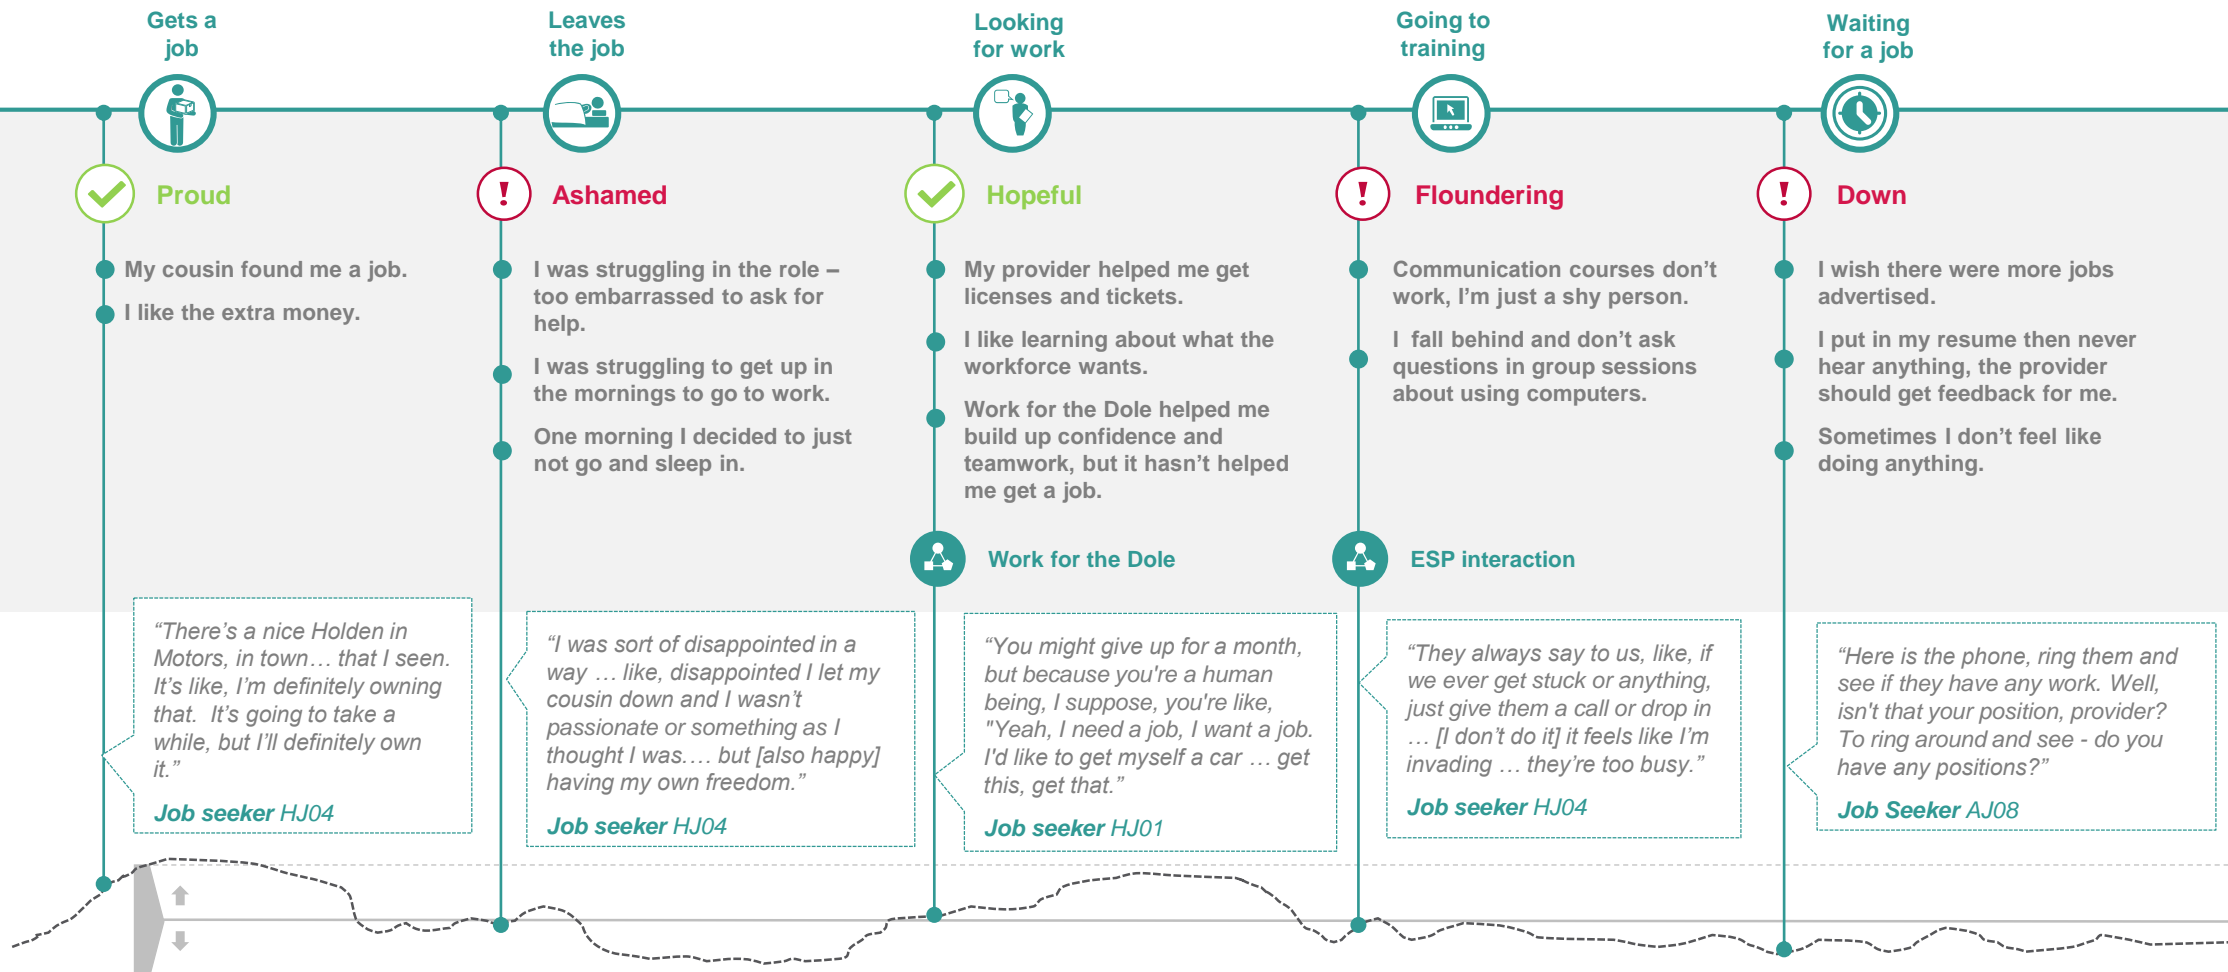 Gets a
job
Leaves
the job
Looking
for work
Going to
training
Waiting
for a job
Proud
My cousin found me a job.
I like the extra money.
Ashamed
I was struggling in the role –
too embarrassed to ask for
help.
I was struggling to get up in
the mornings to go to work.
One morning I decided to just
not go and sleep in.
Hopeful
My provider helped me get
licenses and tickets.
I like learning about what the
workforce wants.
Work for the Dole helped me
build up confidence and
teamwork, but it hasn’t helped
me get a job.
Work for the Dole
Floundering
Communication courses don’t
work, I’m just a shy person.
I fall behind and don’t ask
questions in group sessions
about using computers.
ESP interaction
Down
I wish there were more jobs
advertised.
I put in my resume then never
hear anything, the provider
should get feedback for me.
Sometimes I don’t feel like
doing anything.
“There’s a nice Holden in
Motors, in town… that I seen.
It’s like, I’m definitely owning
that. It’s going to take a
while, but I’ll definitely own
it.”
Job seeker HJ04
“I was sort of disappointed in a
way … like, disappointed I let my
cousin down and I wasn’t
passionate or something as I
thought I was.… but [also happy]
having my own freedom.”
Job seeker HJ04
“You might give up for a month,
but because you're a human
being, I suppose, you're like,
"Yeah, I need a job, I want a job.
I'd like to get myself a car … get
this, get that.”
Job seeker HJ01
“They always say to us, like, if
we ever get stuck or anything,
just give them a call or drop in
… [I don’t do it] it feels like I’m
invading … they’re too busy.”
Job seeker HJ04
“Here is the phone, ring them and
see if they have any work. Well,
isn't that your position, provider?
To ring around and see - do you
have any positions?”
Job Seeker AJ08